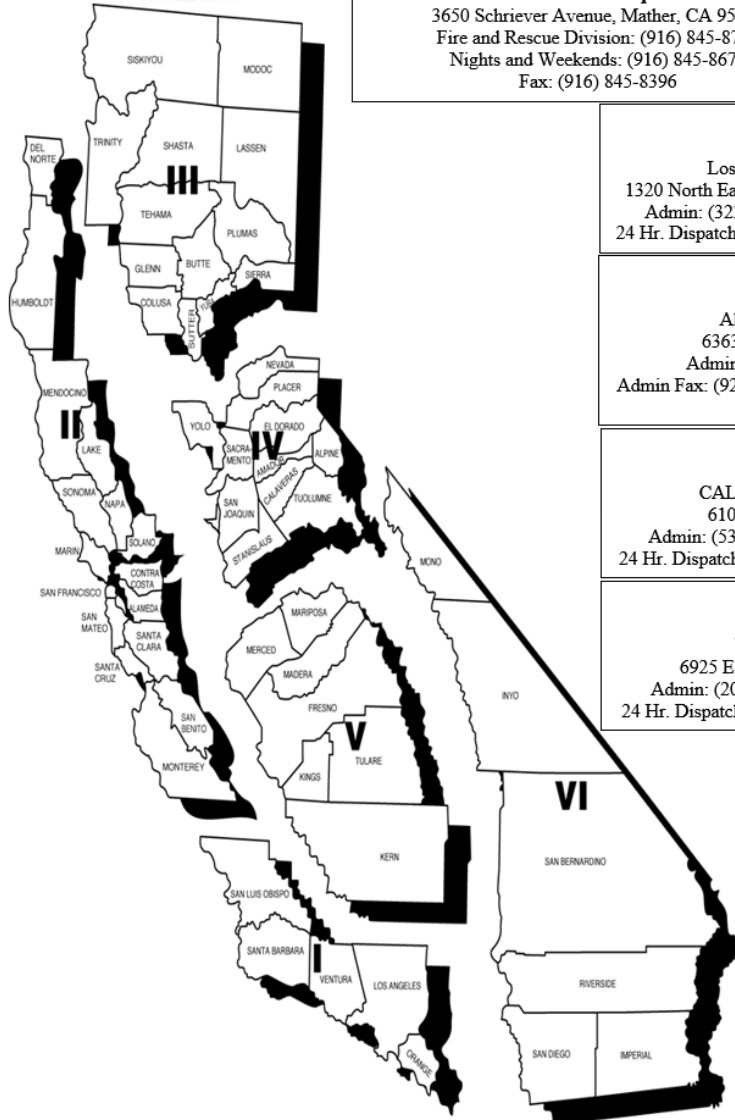 3650 Schriever Avenue, Mather, CA 95
Fire and Rescue Division: (916) 845-87
Nights and Weekends: (916) 845-867
Fax: (916) 845-8396
Los
1320 North Ea
Admin: (32
24 Hr. Dispatch
Al
6363
Admin
Admin Fax: (92
CAL
610
Admin: (53
24 Hr. Dispatch
6925 E
Admin: (20
24 Hr. Dispatch
SISKIYOU
MODOC
DEL
NORTE
TRINITY
SHASTA
LASSEN
III
TEHAMA
PLUMAS
GLENN
BUTTE
SIERRA
HUMBOLDT
COLUSA
SUTTER
YUBA
NEVADA
PLACER
MENDOCINO
II
LAKE
YOLO
EL DORADO
SACRA-
MENTO
IV
AMADOR
ALPINE
CALAVERAS
SONOMA
NAPA
SAN
JOAQUIN
TUOLUMNE
SOLANO
STANISLAUS
MARIN
CONTRA
COSTA
SAN FRANCISCO
ALAMEDA
SAN
MATEO
SANTA
CLARA
SANTA
CRUZ
SAN
BENITO
MONTEREY
MONO
MARIPOSA
MERCED
MADERA
FRESNO
INYO
V
TULARE
KINGS
VI
KERN
SAN BERNARDINO
SAN LUIS OBISPO
SANTA BARBARA
I
VENTURA
LOS ANGELES
RIVERSIDE
ORANGE
SAN DIEGO
IMPERIAL